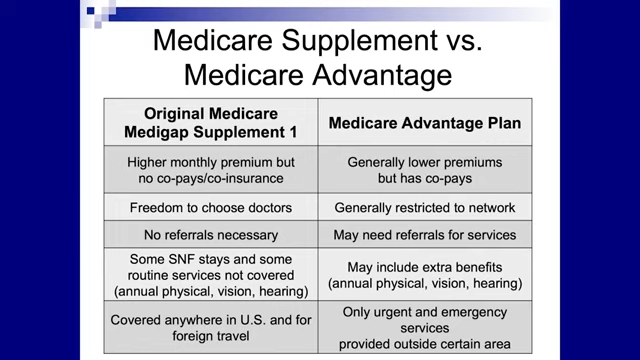 Medicare Supplement vs.
Medicare Advantage
Original Medicare
Medigap Supplement 1
Medicare Advantage Plan
Higher monthly premium but
no co-pays/co-insurance
Generally lower premiums
but has co-pays
Freedom to choose doctors
Generally restricted to network
No referrals necessary
May need referrals for services
Some SNF stays and some
routine services not covered
(annual physical, vision, hearing)
May include extra benefits
(annual physical, vision, hearing)
Covered anywhere in U.S. and for
foreign travel
Only urgent and emergency
services
provided outside certain area